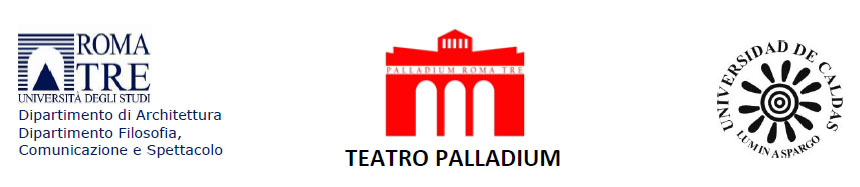 ROMA
TRE
UNIVERSITÀ DEGLI STUDI
Dipartimento di Architettura
Dipartimento Filosofia,
Comunicazione e Spettacolo
PALLADIUM ROMA TRE
TEATRO PALLADIUM
UNIVERSIDAD DE CALDAS
LUMINA SPARGO